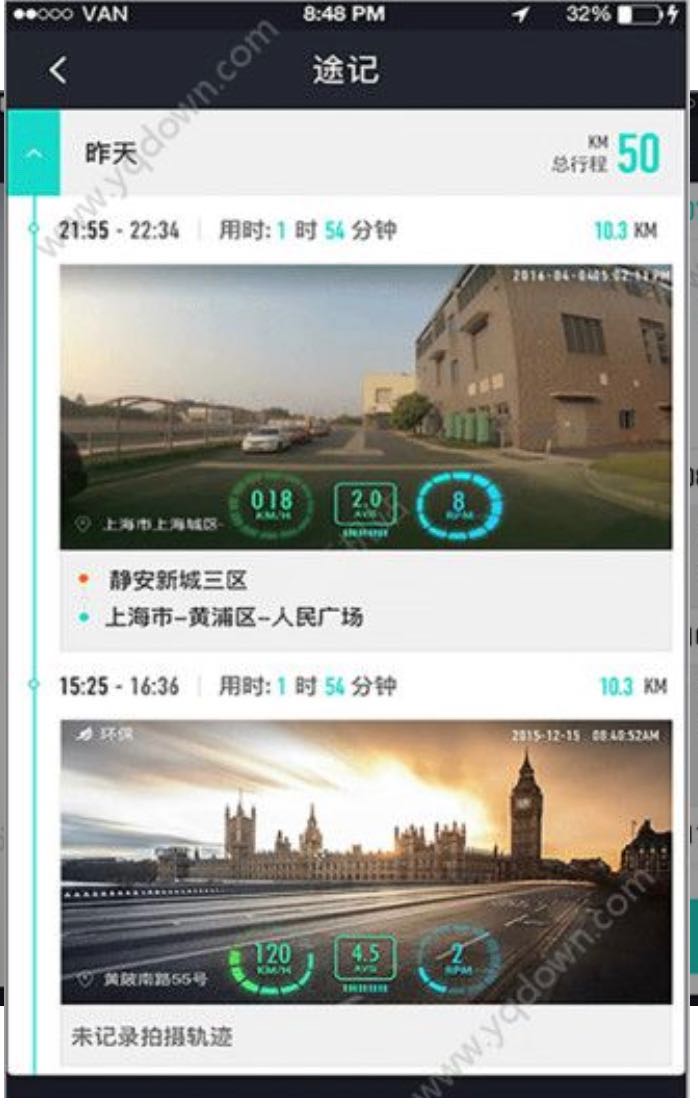 VAN 8:48 PM 32%
途记
昨天
KM
总行程 50
21:55 - 22:34 用时: 1 时 54 分钟 10.3 KM
2016-04-0405:02:11PM
018
KM/H
2.0
AVG
8
RPM
上海市上海城区-
静安新城三区
上海市-黄浦区-人民广场
15:25 - 16:36 用时: 1 时 54 分钟 10.3 KM
环保
2015-12-15 08:40:52AM
120
KM/H
4.5
AVG
2
RPM
黄陂南路55号
未记录拍摄轨迹
www.yqdown.com
www.yqdown.com